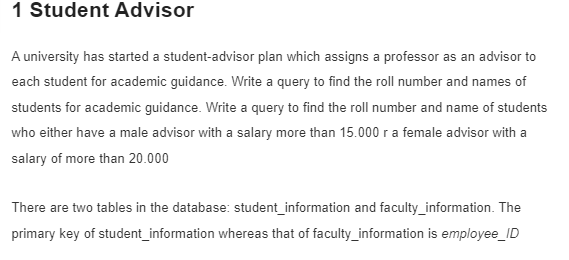 1 Student Advisor
A university has started a student-advisor plan which assigns a professor as an advisor to
each student for academic guidance. Write a query to find the roll number and names of
students for academic guidance. Write a query to find the roll number and name of students
who either have a male advisor with a salary more than 15.000 r a female advisor with a
salary of more than 20.000
There are two tables in the database: student_information and faculty_information. The
primary key of student_information whereas that of faculty_information is employee_ID